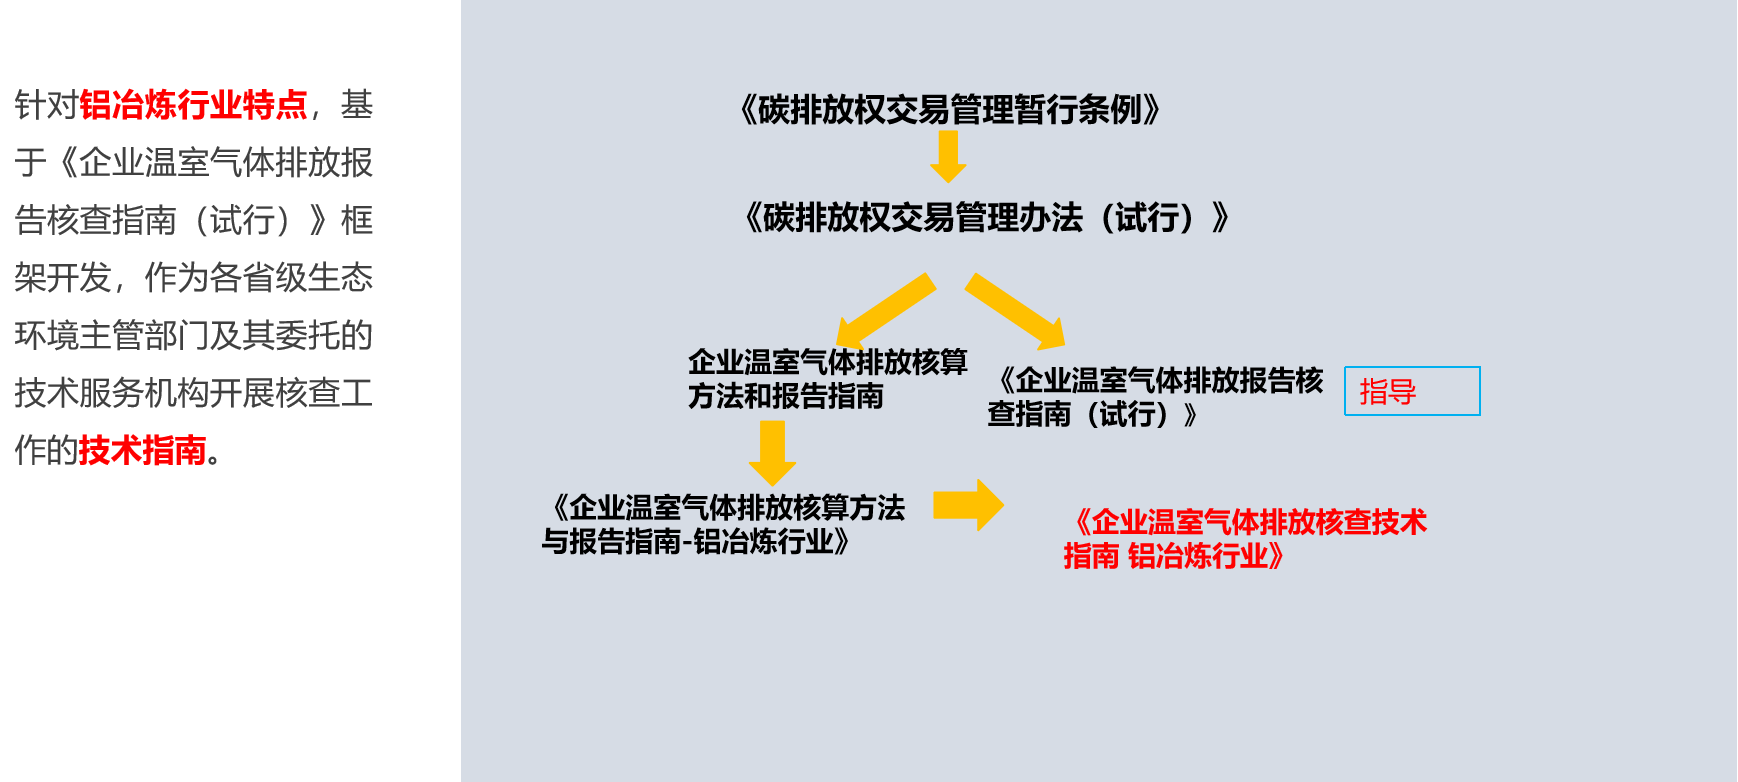 针对铝冶炼行业特点，基
于《企业温室气体排放报
告核查指南（试行）》框
架开发，作为各省级生态
环境主管部门及其委托的
技术服务机构开展核查工
作的技术指南。
《碳排放权交易管理暂行条例》
《碳排放权交易管理办法（试行）》
企业温室气体排放核算
方法和报告指南
《企业温室气体排放报告核
查指南（试行）》
指导
《企业温室气体排放核算方法
与报告指南-铝冶炼行业》
《企业温室气体排放核查技术
指南 铝冶炼行业》